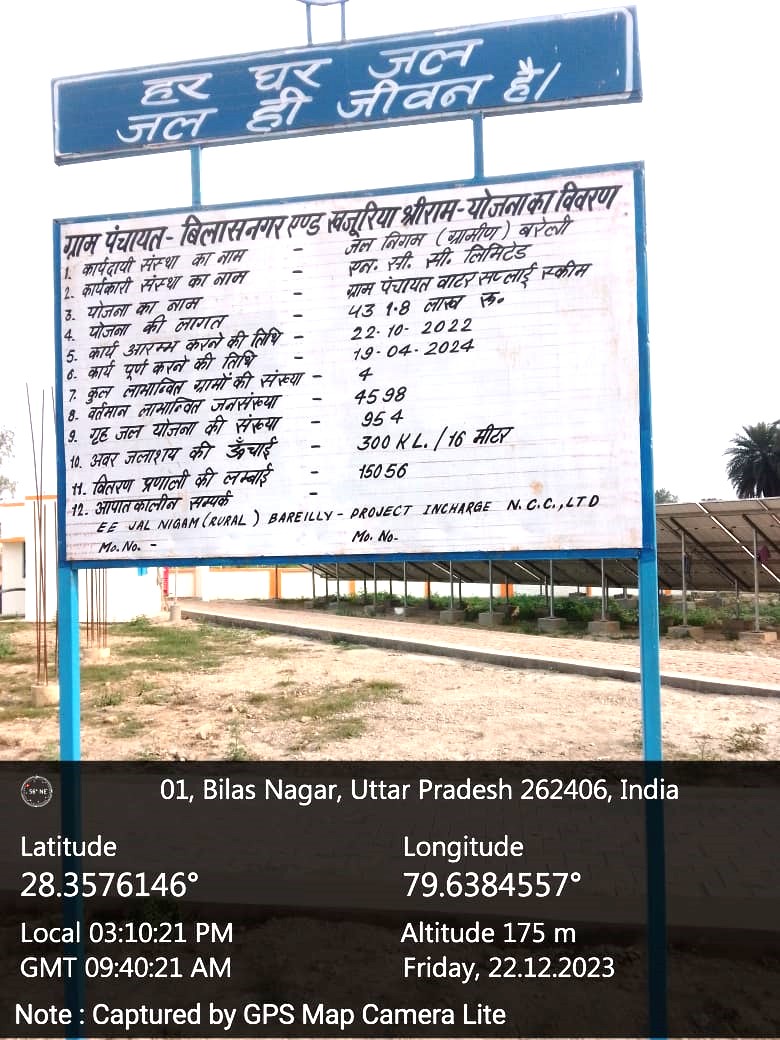 हर घर जल
जल ही जीवन है।
ग्राम पंचायत - बिलासनगर एण्ड खजूरिया श्रीराम - योजना का विवरण
1. कार्यदायी संस्था का नाम - जल निगम (ग्रामीण) बरेली
2. कार्यकारी संस्था का नाम - एन. सी. सी. लिमिटेड
3. योजना का नाम - ग्राम पंचायत वाटर सप्लाई स्कीम
4. योजना की लागत - 431.8 लाख रु.
5. कार्य आरम्भ करने की तिथि - 22-10-2022
6. कार्य पूर्ण करने की तिथि - 19-04-2024
7. कुल लाभान्वित ग्रामों की संख्या - 4
8. वर्तमान लाभान्वित जनसंख्या - 4598
9. गृह जल योजना की संख्या - 954
10. अवर जलाशय की ऊँचाई - 300 KL. / 16 मीटर
11. वितरण प्रणाली की लम्बाई - 15056
12. आपातकालीन सम्पर्क -
EE JAL NIGAM (RURAL) BAREILLY - PROJECT INCHARGE N.C.C., LTD
Mo. No. - Mo. No-
56° NE
01, Bilas Nagar, Uttar Pradesh 262406, India
Latitude Longitude
28.3576146° 79.6384557°
Local 03:10:21 PM Altitude 175 m
GMT 09:40:21 AM Friday, 22.12.2023
Note : Captured by GPS Map Camera Lite